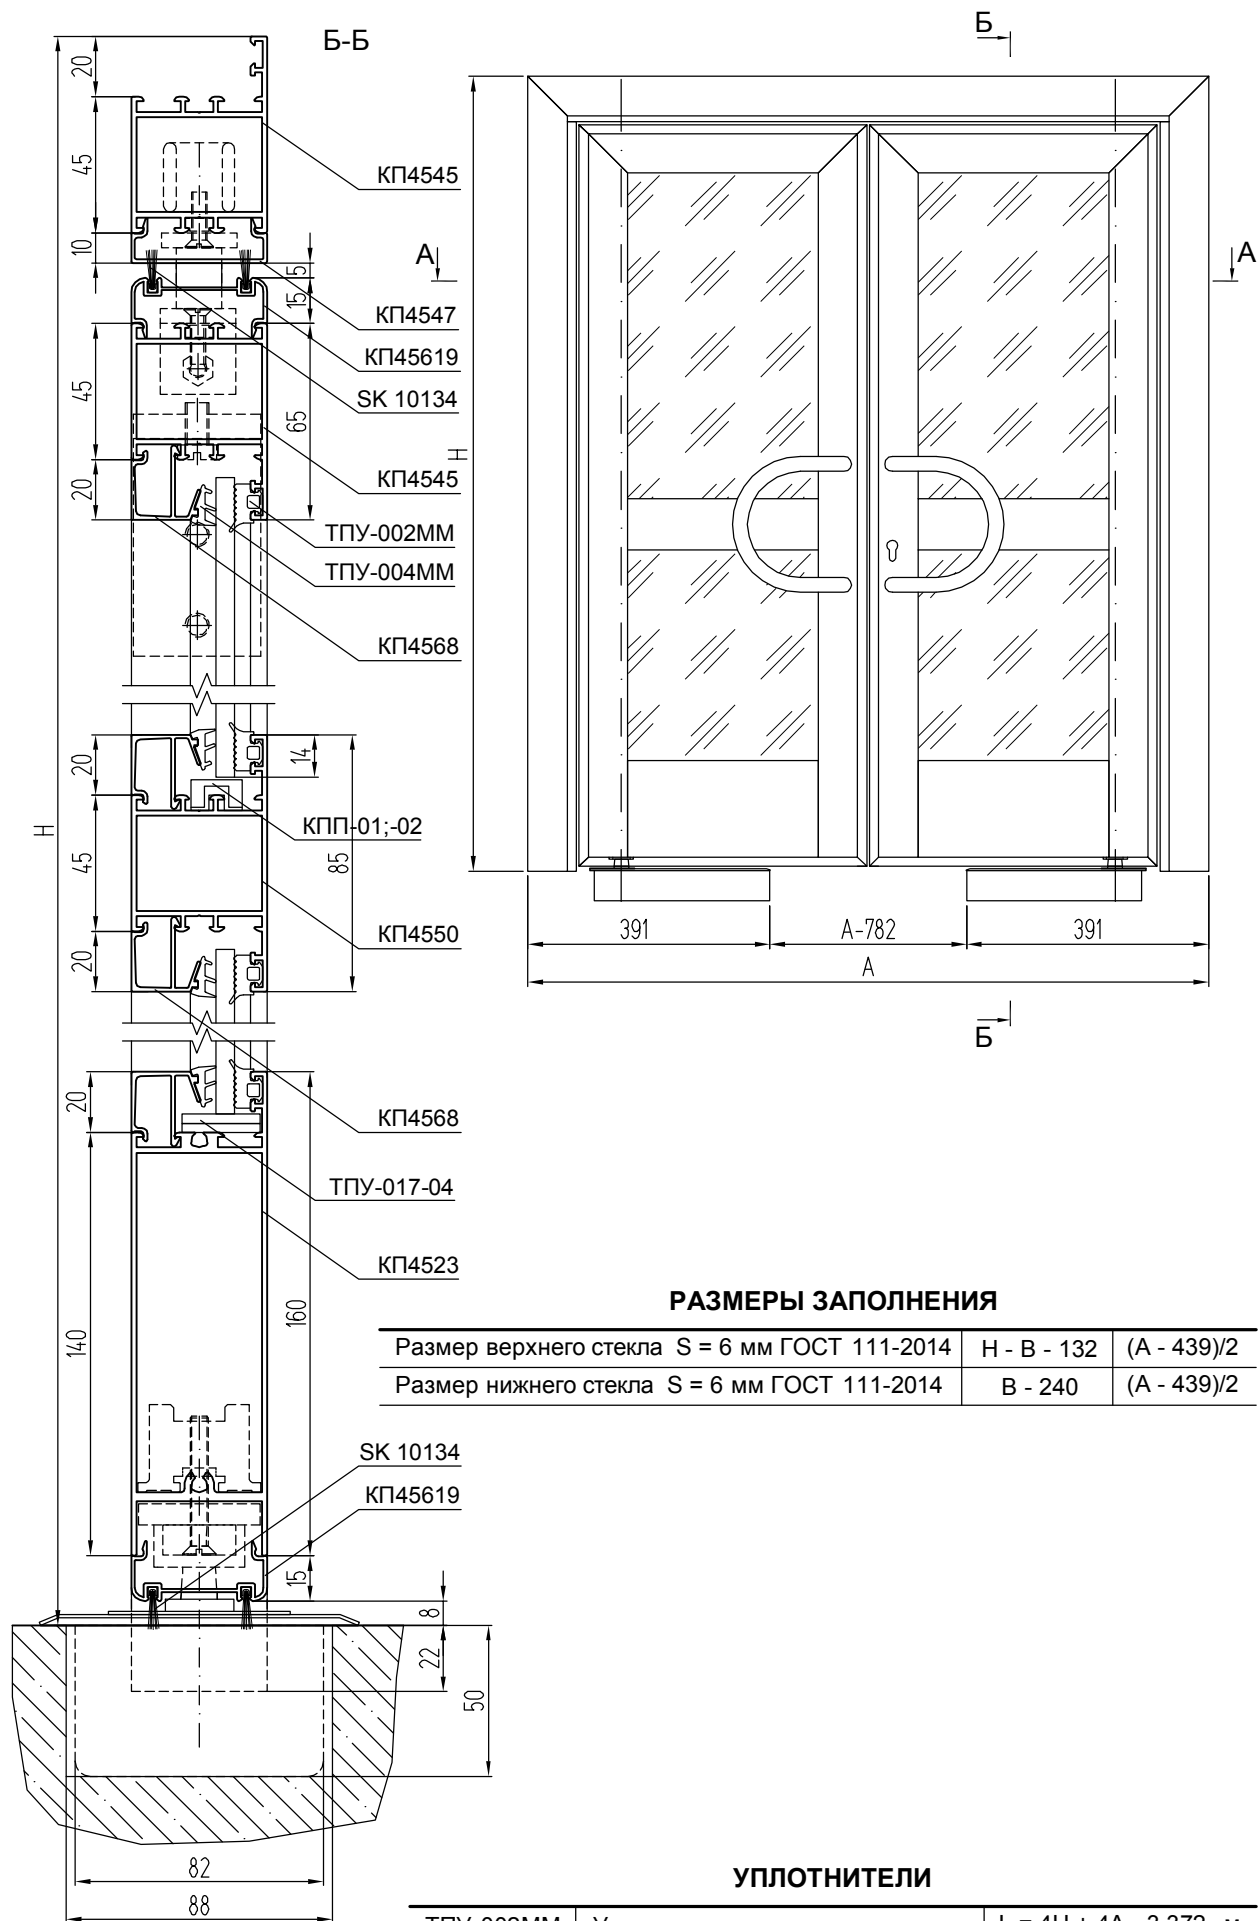 Б-Б
Б
20
45
КП4545
10
А
А
5
15
КП4547
КП45619
SK 10134
45
65
Н
КП4545
20
ТПУ-002ММ
ТПУ-004ММ
КП4568
20
14
КПП-01;-02
Н
45
85
КП4550
20
391
А-782
391
А
Б
20
КП4568
ТПУ-017-04
КП4523
140
160
РАЗМЕРЫ ЗАПОЛНЕНИЯ
Размер верхнего стекла S = 6 мм ГОСТ 111-2014 Н - В - 132 (А - 439)/2
Размер нижнего стекла S = 6 мм ГОСТ 111-2014 В - 240 (А - 439)/2
SK 10134
КП45619
15
8
22
50
82
88
УПЛОТНИТЕЛИ